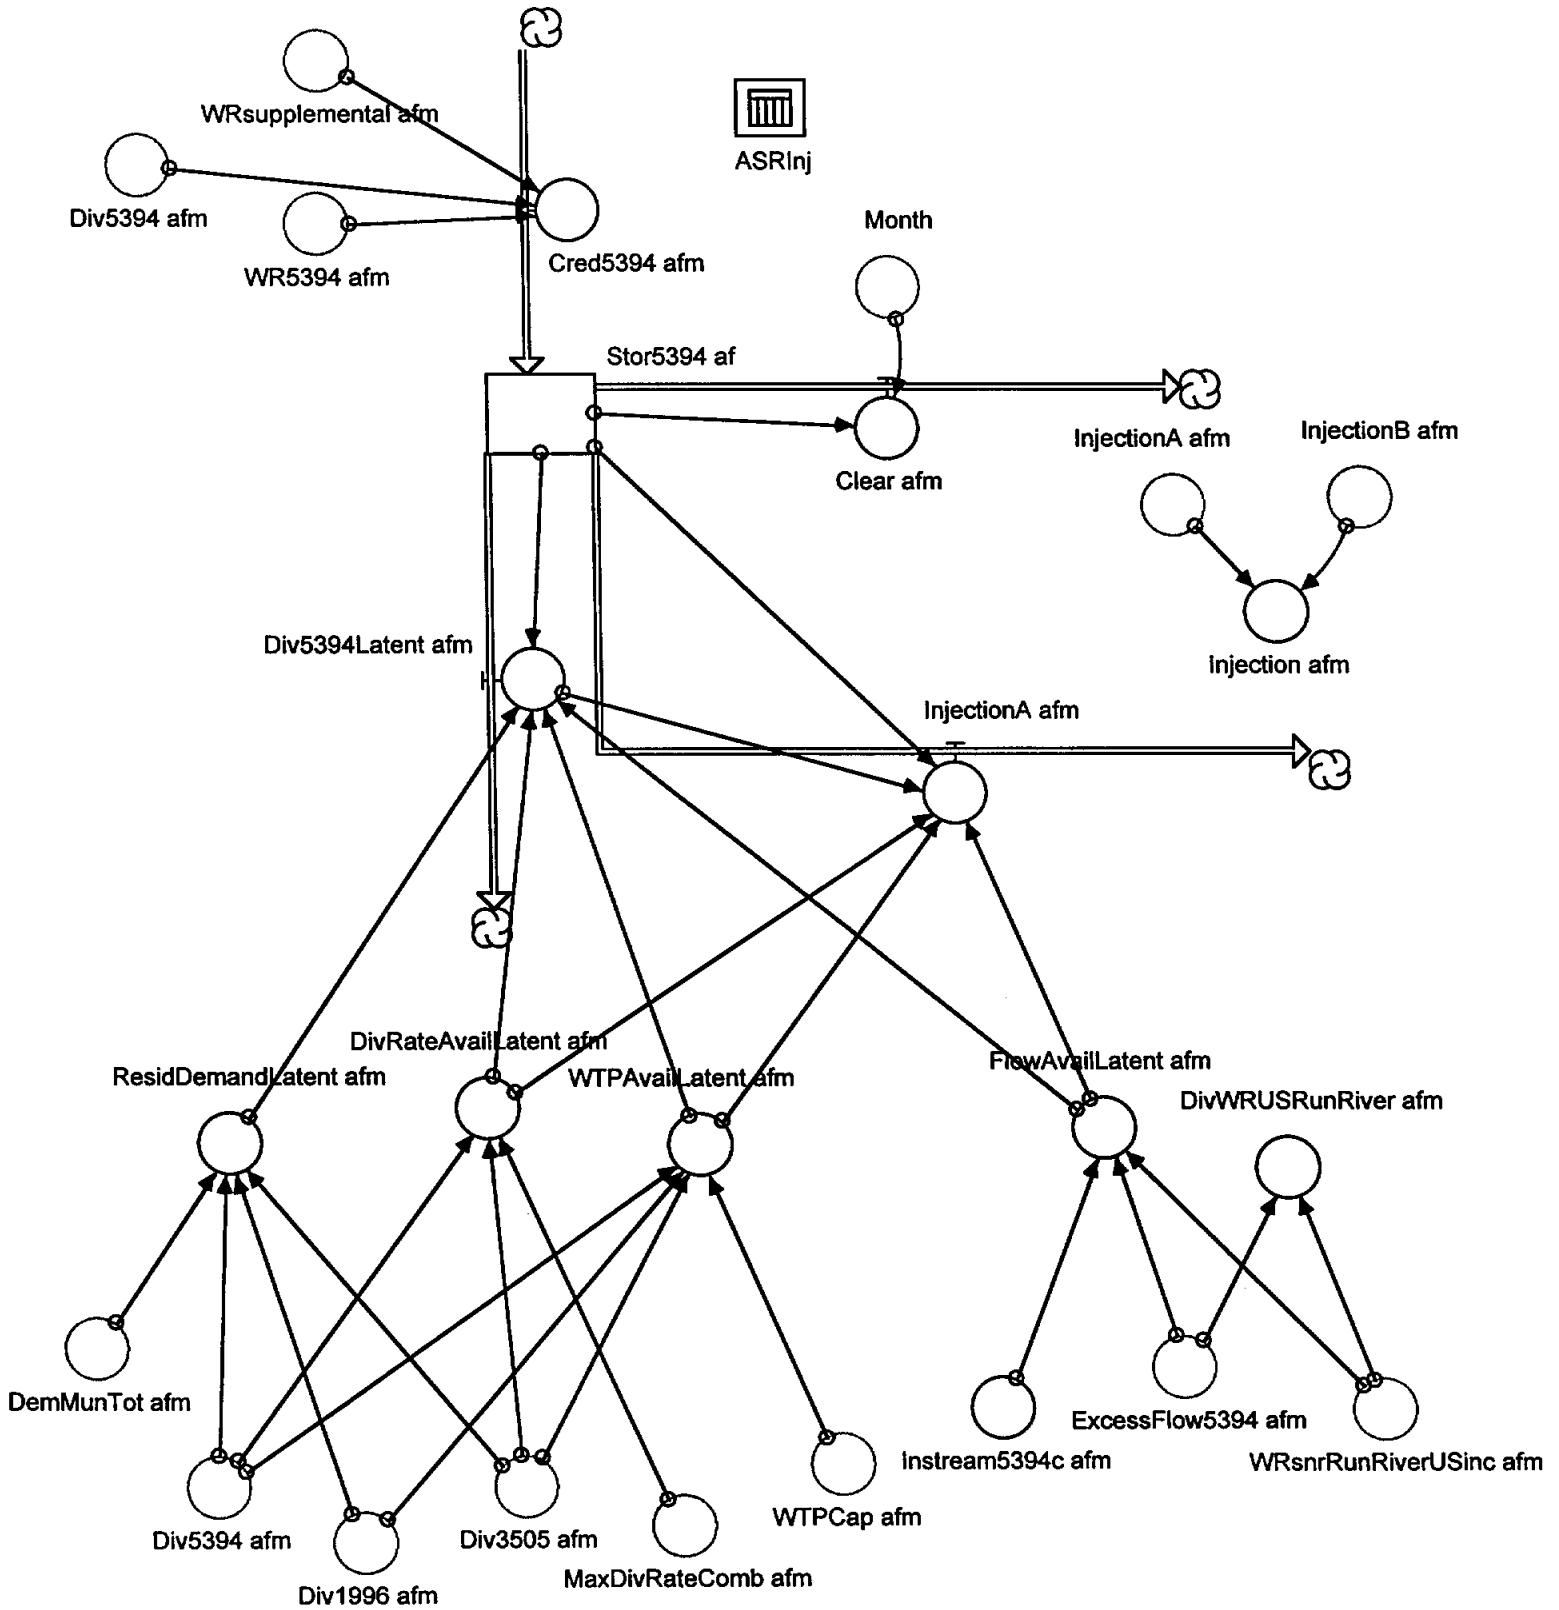 WRsupplemental afm
ASRInj
Div5394 afm
Month
Cred5394 afm
WR5394 afm
Stor5394 af
InjectionA afm
InjectionB afm
Clear afm
Div5394Latent afm
Injection afm
InjectionA afm
DivRateAvailLatent afm
FlowAvailLatent afm
ResidDemandLatent afm
WTPAvailLatent afm
DivWRUSRunRiver afm
DemMunTot afm
ExcessFlow5394 afm
Instream5394c afm
WRsnrRunRiverUSinc afm
WTPCap afm
Div5394 afm
Div3505 afm
MaxDivRateComb afm
Div1996 afm